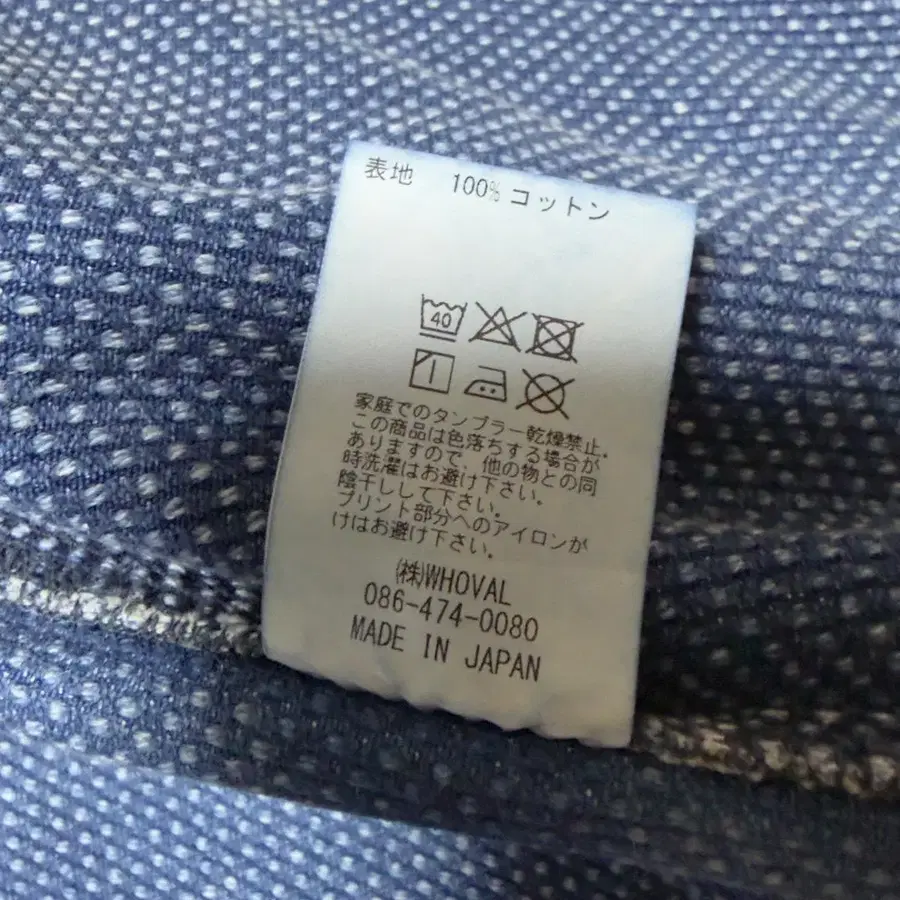 表地 100% コットン
40
家庭でのタンブラー乾燥禁止.
この商品は色落ちする場合が
ありますので、他の物との同
時洗濯はお避け下さい.
陰干しして下さい.
プリント部分へのアイロンが
けはお避け下さい.
㈱WHOVAL
086-474-0080
MADE IN JAPAN